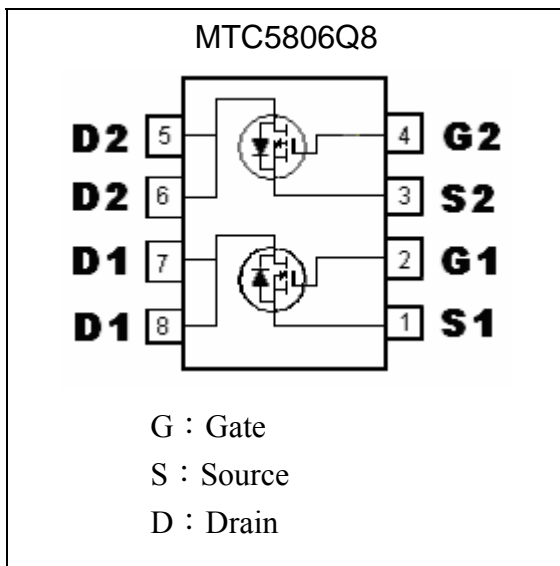 MTC5806Q8
D2 5 4 G2
D2 6 3 S2
D1 7 2 G1
D1 8 1 S1
G：Gate
S：Source
D：Drain